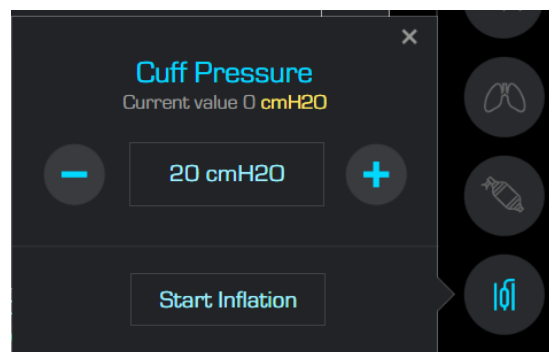 Cuff Pressure
Current value 0 cmH2O
20 cmH2O
Start Inflation